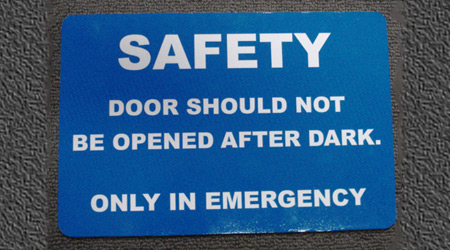 SAFETY
DOOR SHOULD NOT
BE OPENED AFTER DARK.
ONLY IN EMERGENCY